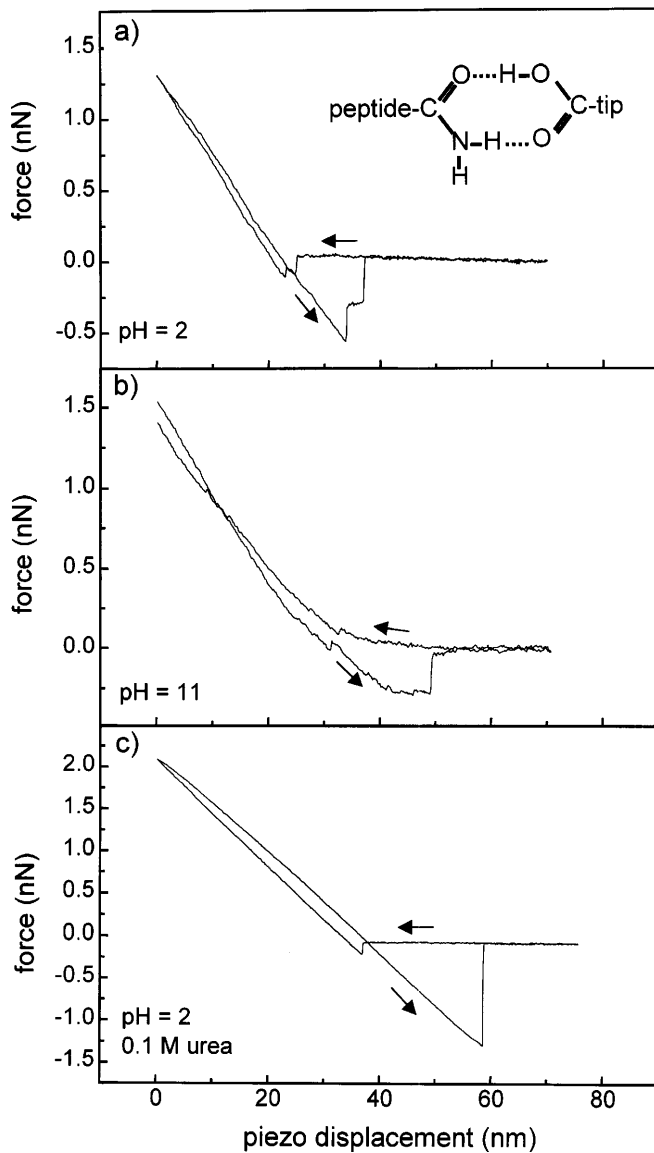 a)
1.5
1.0
0.5
0.0
-0.5
force (nN)
O H-O
peptide-C C-tip
N-H O
H
pH = 2
b)
1.5
1.0
0.5
0.0
force (nN)
pH = 11
c)
2.0
1.5
1.0
0.5
0.0
-0.5
-1.0
-1.5
force (nN)
pH = 2
0.1 M urea
0 20 40 60 80
piezo displacement (nm)